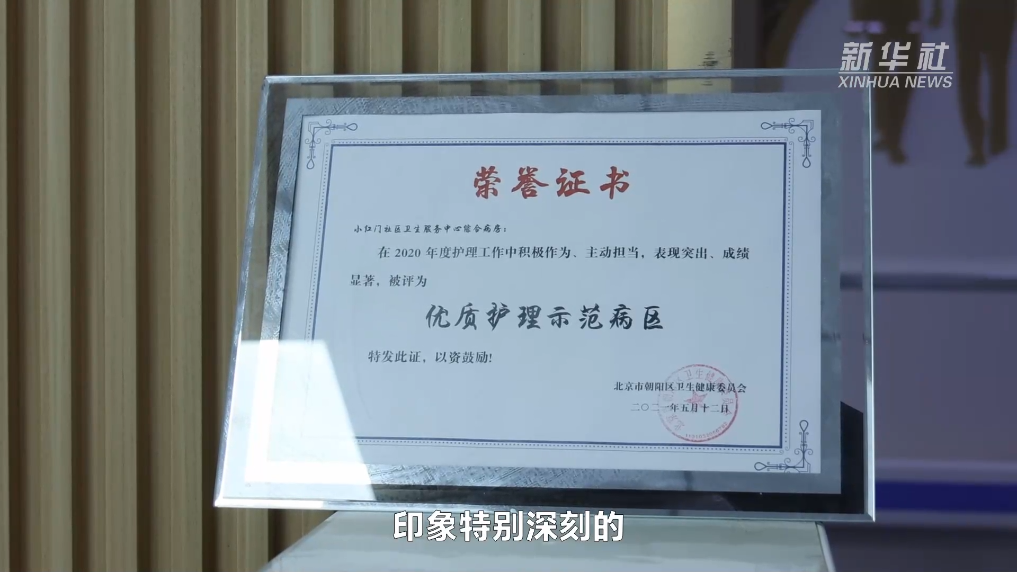 新华社
XINHUA NEWS
荣誉证书
小红门社区卫生服务中心综合病房：
在 2020 年度护理工作中积极作为、主动担当，表现突出、成绩
显著，被评为
优质护理示范病区
特发此证，以资鼓励!
北京市朝阳区卫生健康委员会
二〇二一年五月十二日
印象特别深刻的